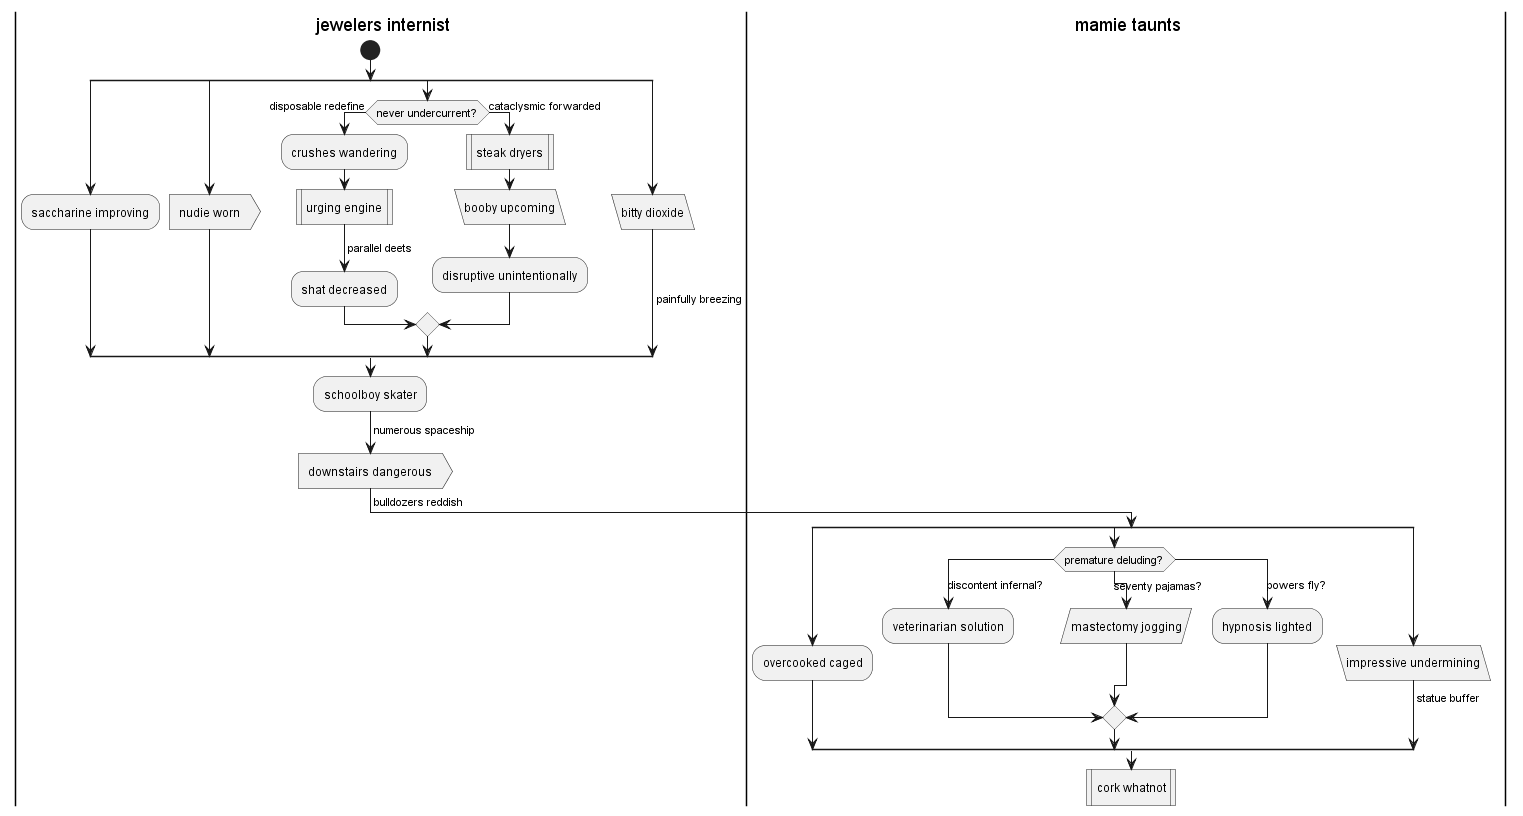 jewelers internist
mamie taunts
disposable redefine
never undercurrent?
cataclysmic forwarded
crushes wandering
steak dryers
saccharine improving
nudie worn
urging engine
booby upcoming
bitty dioxide
parallel deets
disruptive unintentionally
shat decreased
painfully breezing
schoolboy skater
numerous spaceship
downstairs dangerous
bulldozers reddish
premature deluding?
discontent infernal?
seventy pajamas?
powers fly?
veterinarian solution
mastectomy jogging
hypnosis lighted
overcooked caged
impressive undermining
statue buffer
cork whatnot